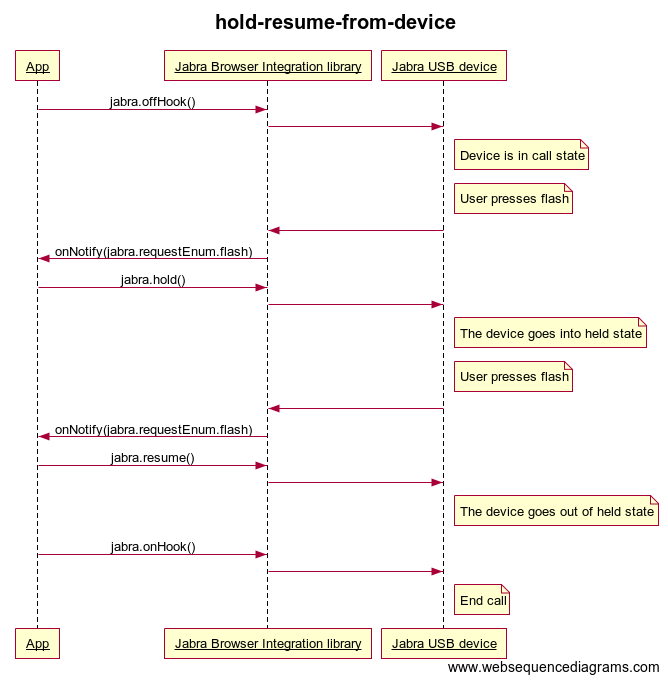 hold-resume-from-device
App
Jabra Browser Integration library
Jabra USB device
jabra.offHook()
Device is in call state
User presses flash
onNotify(jabra.requestEnum.flash)
jabra.hold()
The device goes into held state
User presses flash
onNotify(jabra.requestEnum.flash)
jabra.resume()
The device goes out of held state
jabra.onHook()
End call
App
Jabra Browser Integration library
Jabra USB device
www.websequencediagrams.com